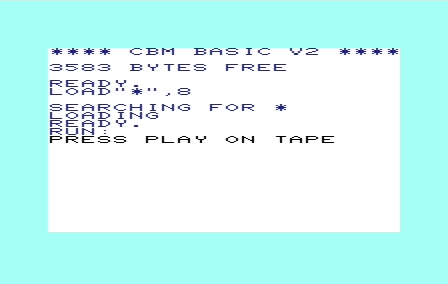 **** CBM BASIC V2 ****
3583 BYTES FREE
READY.
LOAD"*",8
SEARCHING FOR *
LOADING
READY.
RUN:
PRESS PLAY ON TAPE